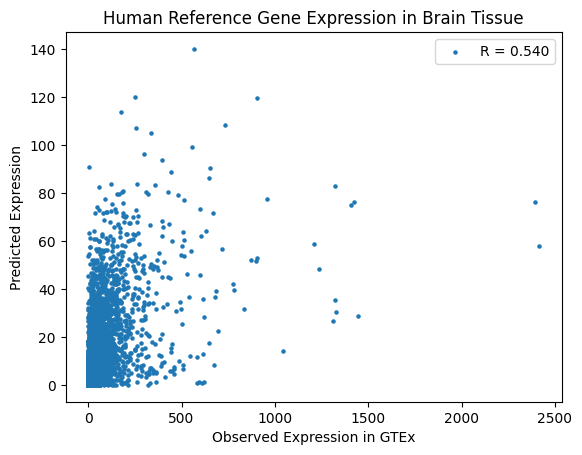 Human Reference Gene Expression in Brain Tissue
R = 0.540
Predicted Expression
140
120
100
80
60
40
20
0
0 500 1000 1500 2000 2500
Observed Expression in GTEx